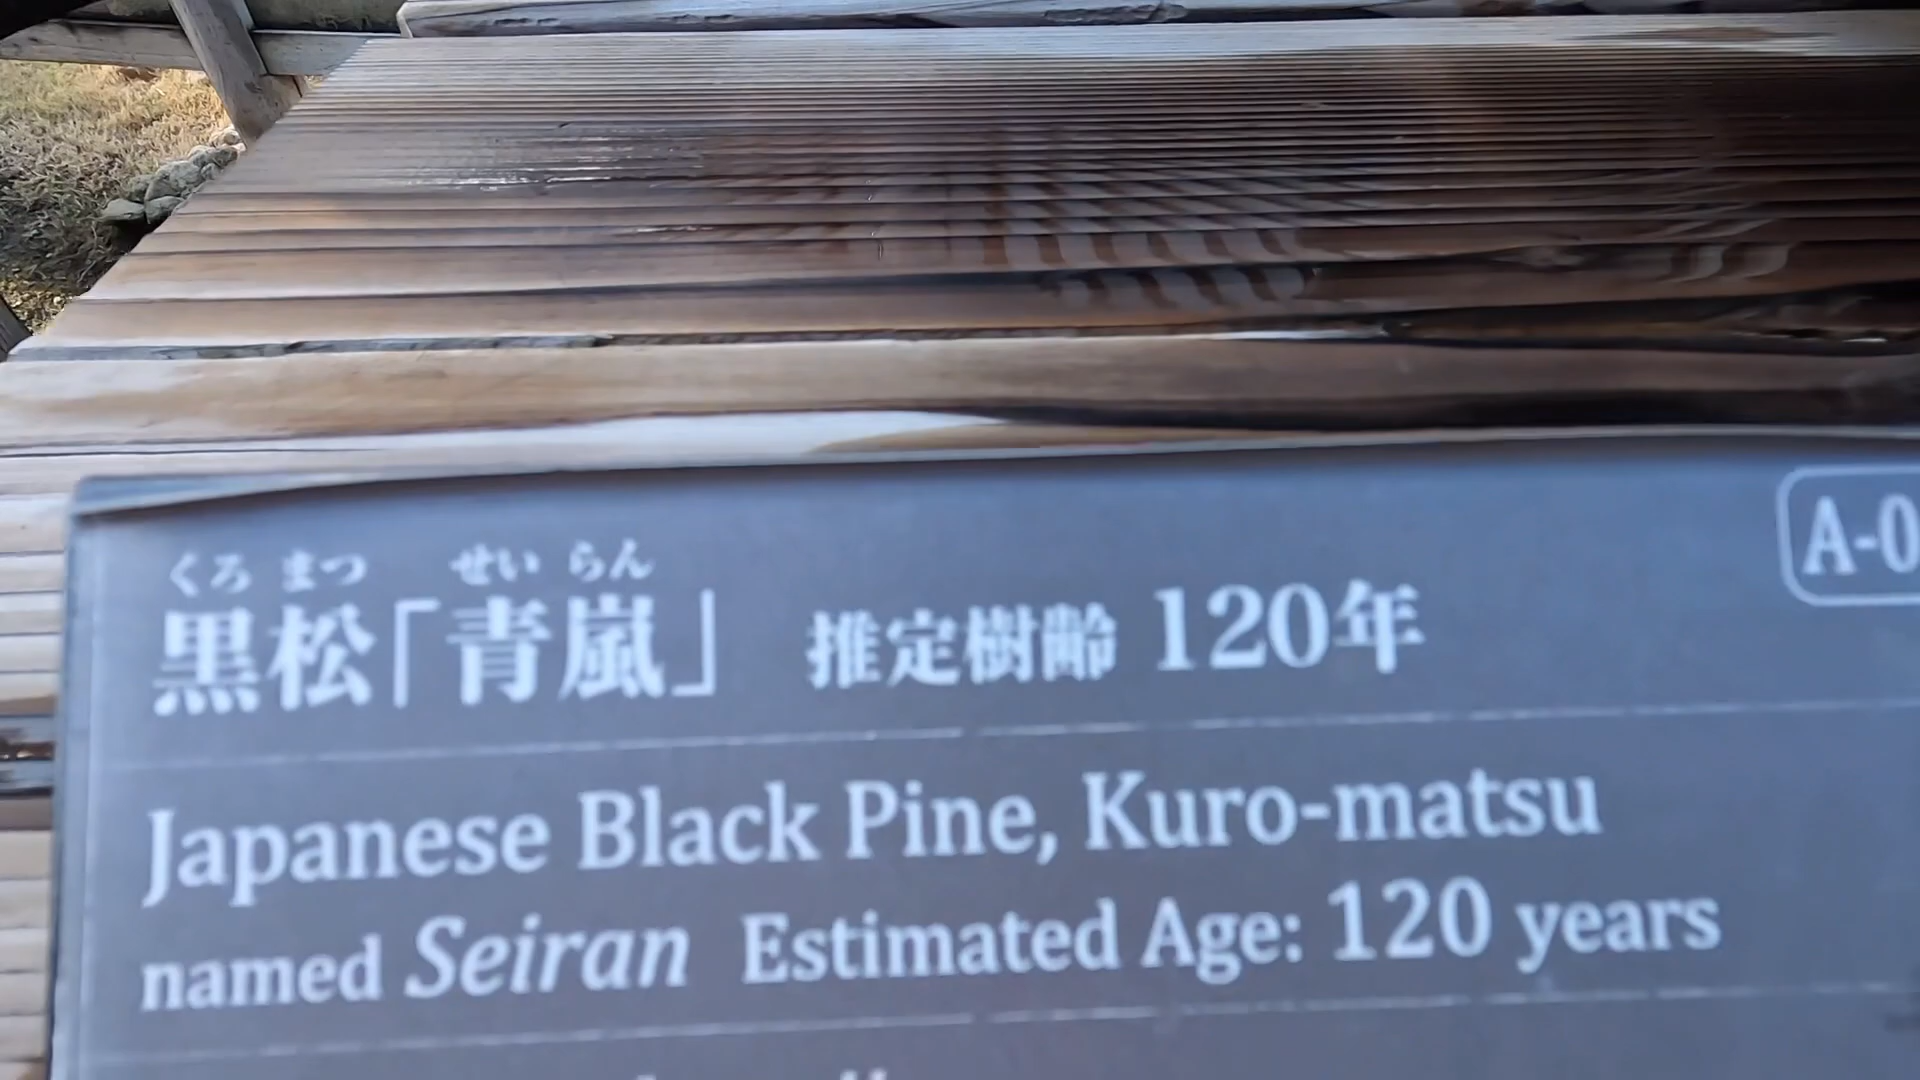 くろ まつ せい らん
黒松「青嵐」 推定樹齢 120年
A-0
Japanese Black Pine, Kuro-matsu
named Seiran Estimated Age: 120 years